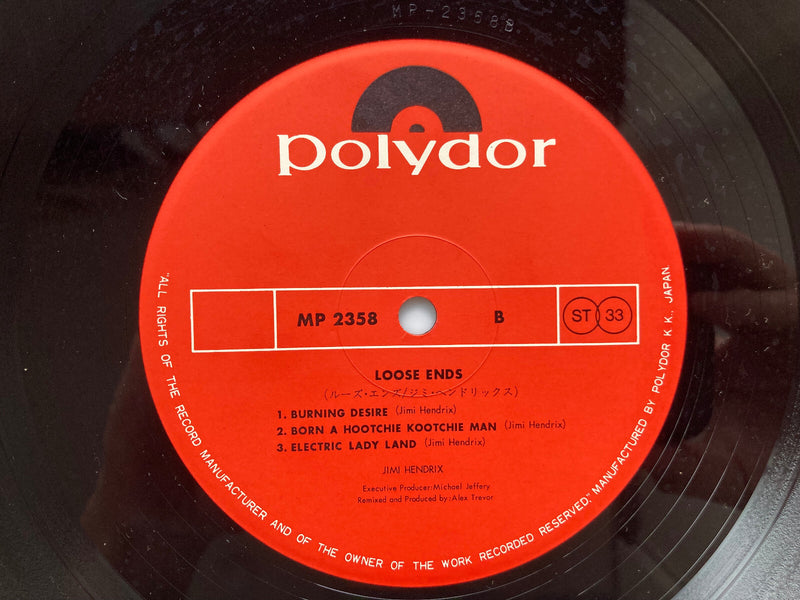 MP-2358B
Polydor
MP 2358 B ST 33
LOOSE ENDS
(ルーズ・エンズ/ジミ・ヘンドリックス)
1. BURNING DESIRE (Jimi Hendrix)
2. BORN A HOOTCHIE KOOTCHIE MAN (Jimi Hendrix)
3. ELECTRIC LADY LAND (Jimi Hendrix)
JIMI HENDRIX
Executive Producer: Michael Jeffery
Remixed and Produced by: Alex Trevor
"ALL RIGHTS OF THE RECORD MANUFACTURER AND OF THE OWNER OF THE WORK RECORDED RESERVED." MANUFACTURED BY POLYDOR K.K., JAPAN